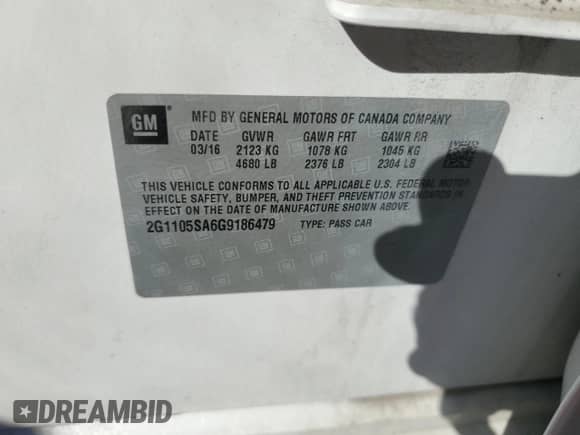 GM
MFD BY GENERAL MOTORS OF CANADA COMPANY
DATE GVWR GAWR FRT GAWR RR
03/16 2123 KG 1078 KG 1045 KG
4680 LB 2376 LB 2304 LB
THIS VEHICLE CONFORMS TO ALL APPLICABLE U.S. FEDERAL MOTOR
VEHICLE SAFETY, BUMPER, AND THEFT PREVENTION STANDARDS IN
EFFECT ON THE DATE OF MANUFACTURE SHOWN ABOVE.
2G1105SA6G9186479 TYPE: PASS CAR
DREAMBID